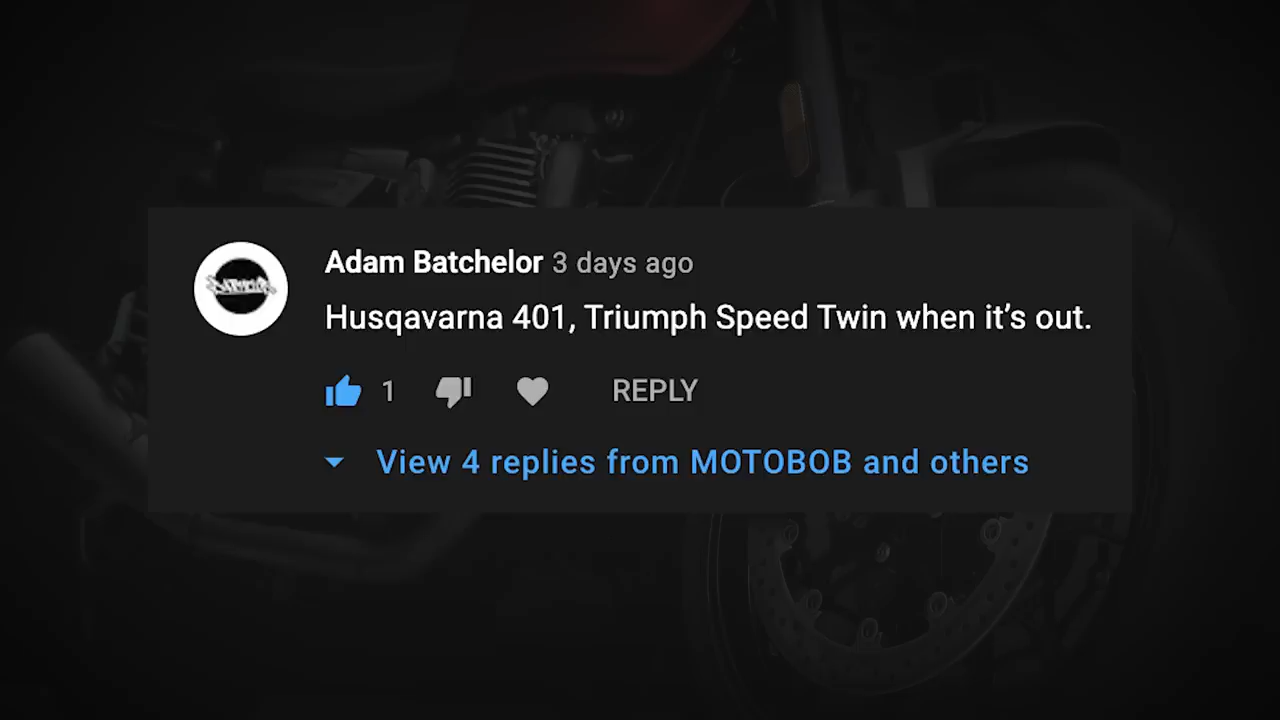 Adam Batchelor 3 days ago
Husqavarna 401, Triumph Speed Twin when it’s out.
1 REPLY
View 4 replies from MOTOBOB and others